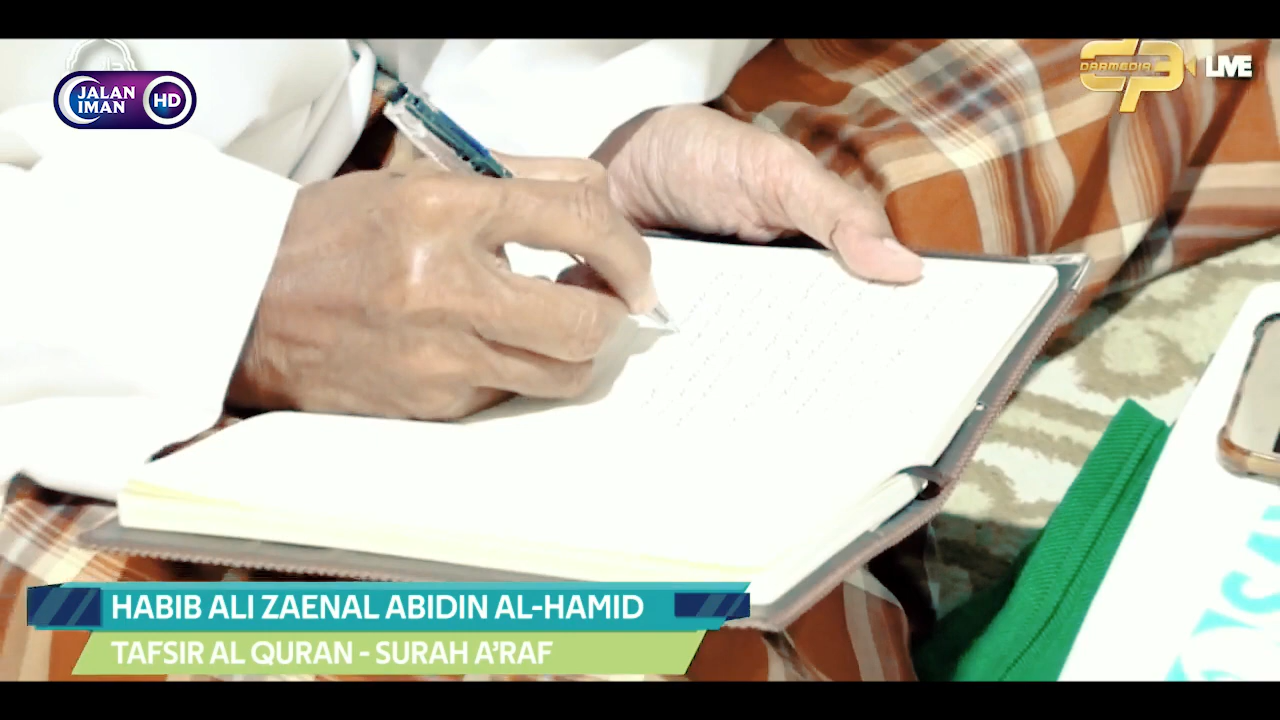 JALAN
IMAN
HD
DARMEDIA
LIVE
HABIB ALI ZAENAL ABIDIN AL-HAMID
TAFSIR AL QURAN - SURAH A'RAF